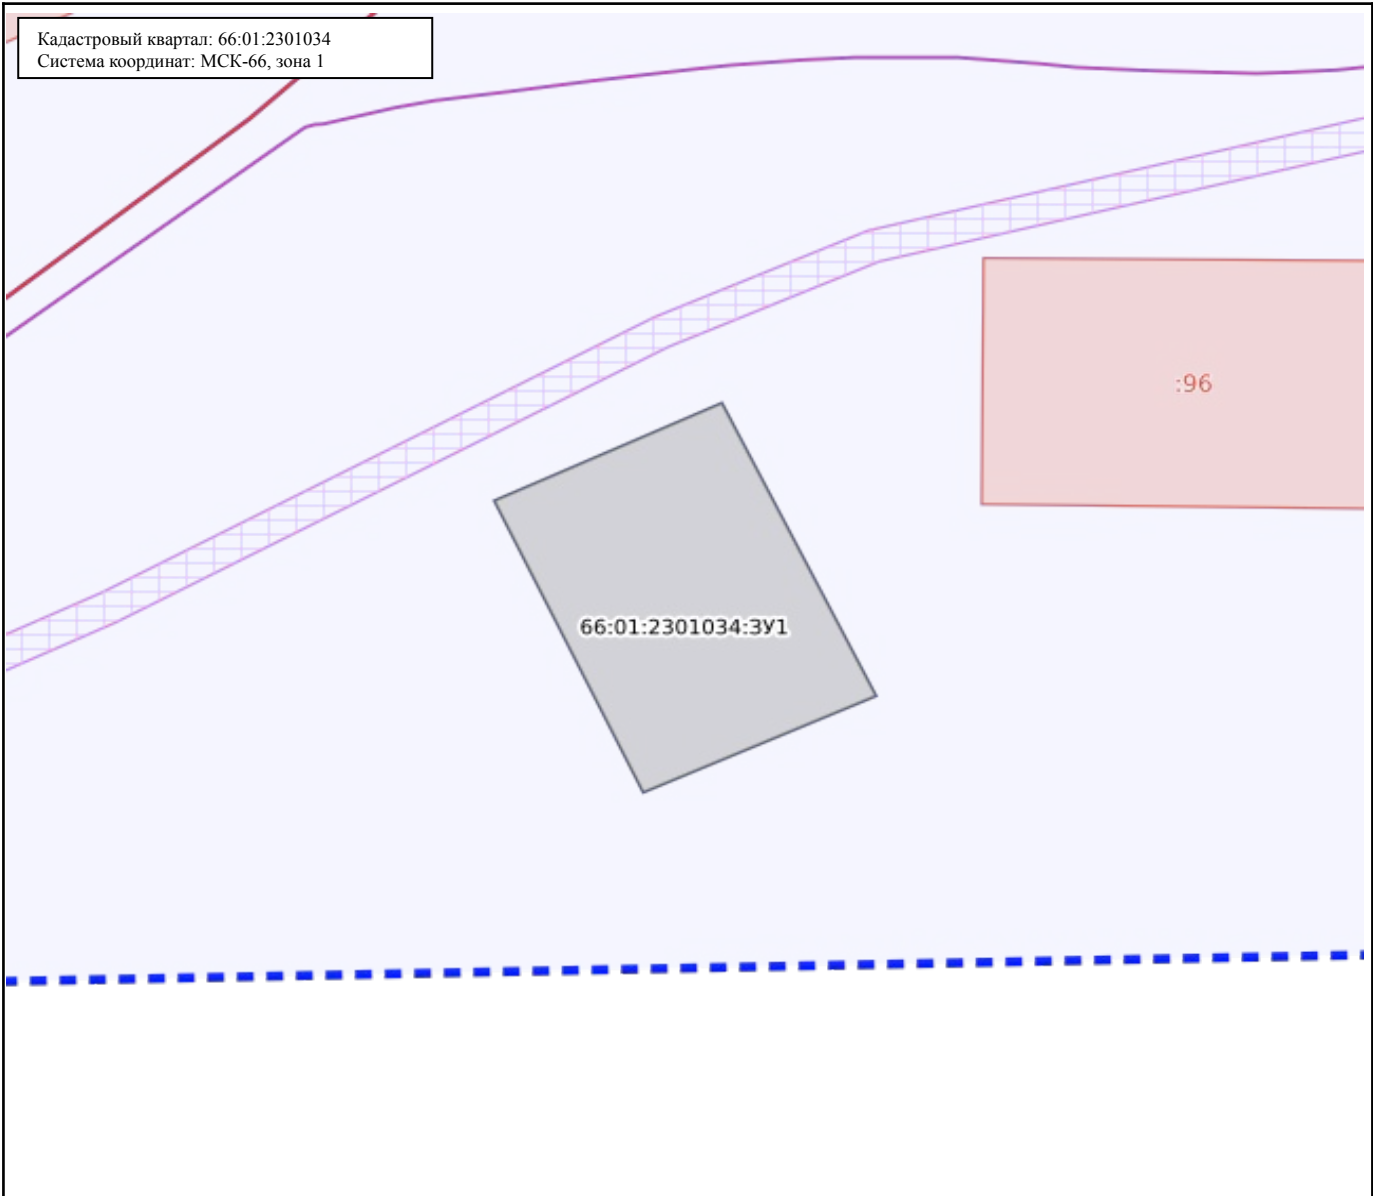 Кадастровый квартал: 66:01:2301034
Система координат: МСК-66, зона 1
:96
66:01:2301034:ЗУ1